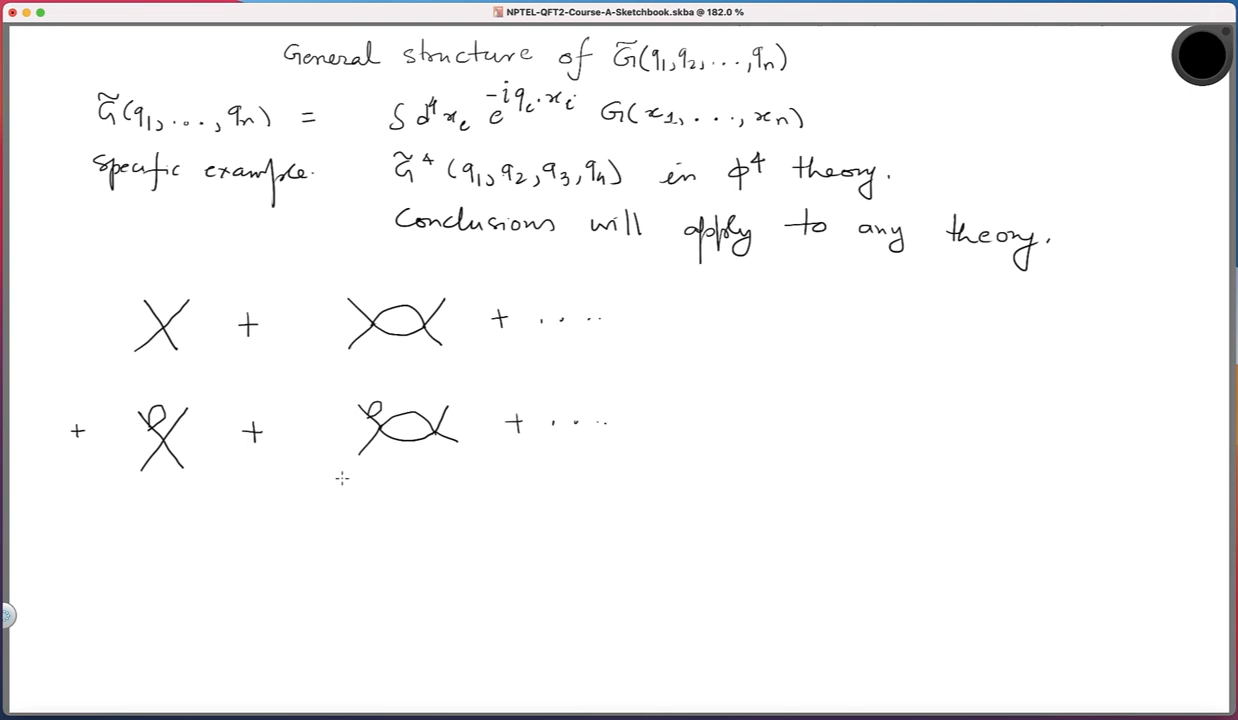 NPTEL-QFT2-Course-A-Sketchbook.skba @ 182.0 %
General structure of G̃(q₁,q₂,...,qₙ)
G̃(q₁,...,qₙ) = ∫d⁴xᵢ e^{-iqᵢ·xᵢ} G(x₁,...,xₙ)
Specific example. G̃⁴(q₁,q₂,q₃,q₄) in ϕ⁴ theory.
Conclusions will apply to any theory.
+ + ....
+ + + ....